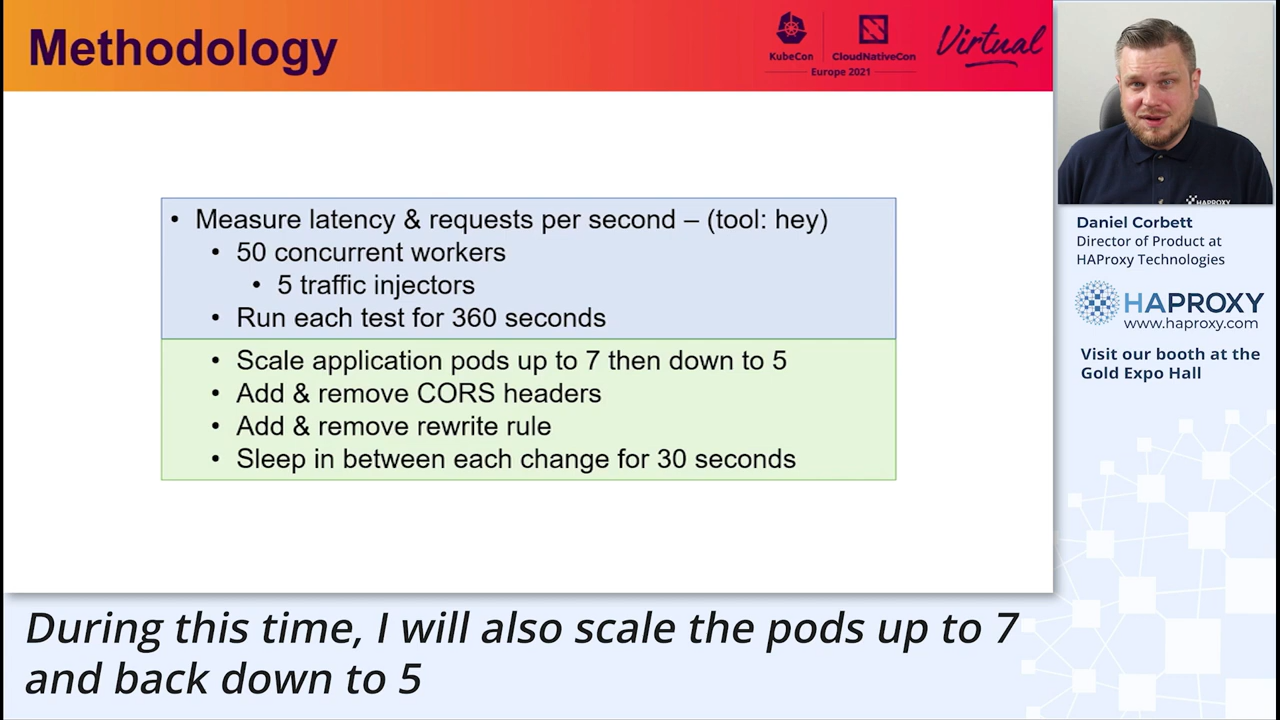 Methodology
KubeCon
CloudNativeCon
Europe 2021
Virtual
• Measure latency & requests per second – (tool: hey)
• 50 concurrent workers
• 5 traffic injectors
• Run each test for 360 seconds
• Scale application pods up to 7 then down to 5
• Add & remove CORS headers
• Add & remove rewrite rule
• Sleep in between each change for 30 seconds
HAPROXY
Daniel Corbett
Director of Product at
HAProxy Technologies
HAPROXY
www.haproxy.com
Visit our booth at the
Gold Expo Hall
During this time, I will also scale the pods up to 7
and back down to 5